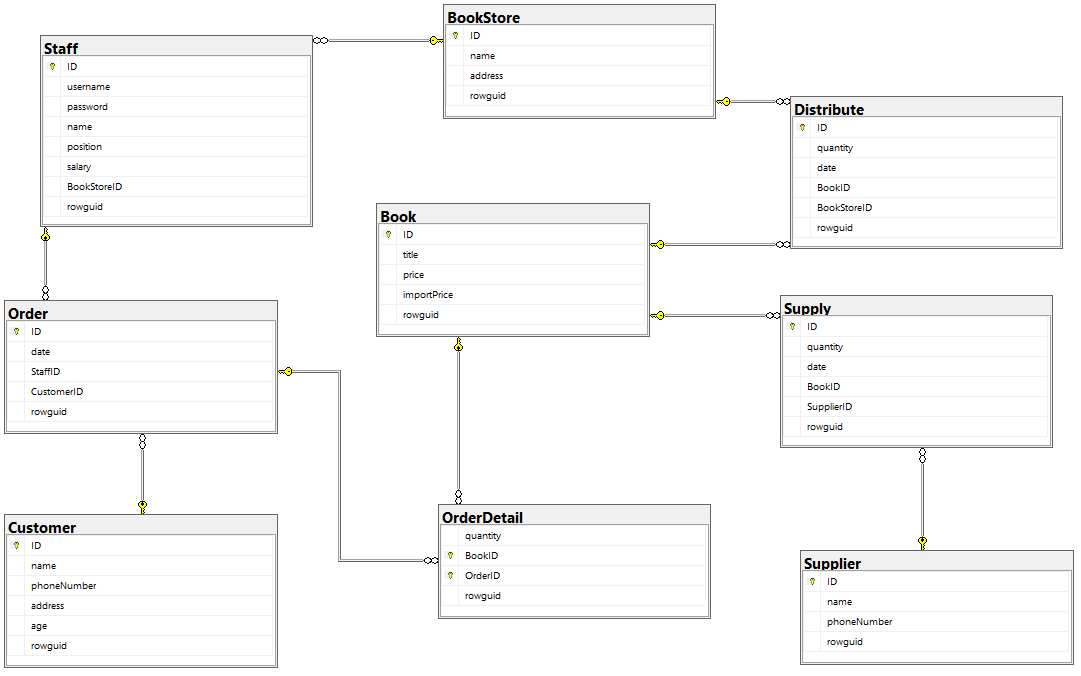 BookStore
ID
name
address
rowguid
Staff
ID
username
password
name
position
salary
BookStoreID
rowguid
Distribute
ID
quantity
date
BookID
BookStoreID
rowguid
Book
ID
title
price
importPrice
rowguid
Order
ID
date
StaffID
CustomerID
rowguid
Supply
ID
quantity
date
BookID
SupplierID
rowguid
Customer
ID
name
phoneNumber
address
age
rowguid
OrderDetail
quantity
BookID
OrderID
rowguid
Supplier
ID
name
phoneNumber
rowguid